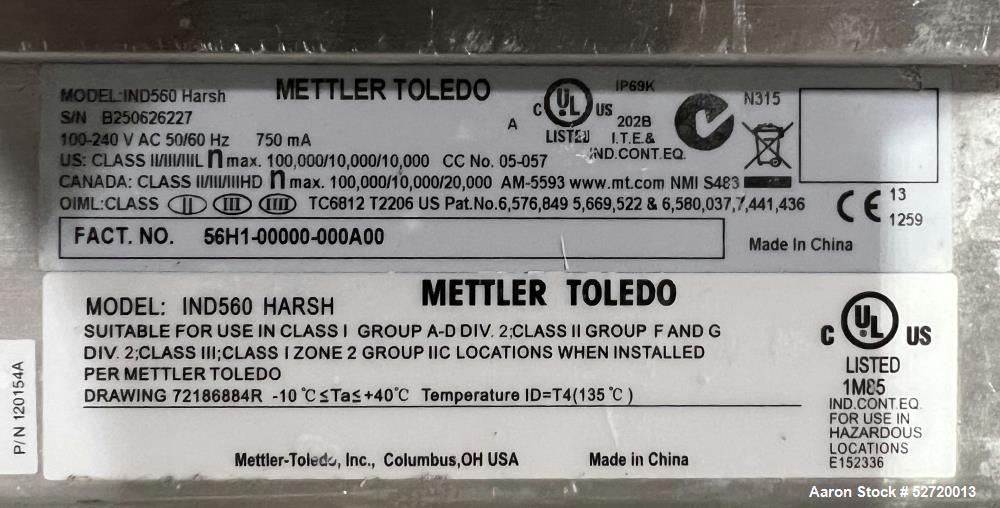 METTLER TOLEDO
MODEL:IND560 Harsh
S/N B250626227
100-240 V AC 50/60 Hz 750 mA
US: CLASS II/III/IIIL n max. 100,000/10,000/10,000 CC No. 05-057
CANADA: CLASS II/III/IIIHD n max. 100,000/10,000/20,000 AM-5593 www.mt.com NMI S483
OIML:CLASS II III IIII TC6812 T2206 US Pat.No.6,576,849 5,669,522 & 6,580,037,7,441,436
FACT. NO. 56H1-00000-000A00
A
C UL US
LISTED
IP69K
202B
I.T.E.&
IND.CONT.EQ.
N315
CE 13
1259
Made In China
METTLER TOLEDO
MODEL: IND560 HARSH
SUITABLE FOR USE IN CLASS I GROUP A-D DIV. 2;CLASS II GROUP F AND G
DIV. 2;CLASS III;CLASS I ZONE 2 GROUP IIC LOCATIONS WHEN INSTALLED
PER METTLER TOLEDO
DRAWING 72186884R -10 °C≤Ta≤+40°C Temperature ID=T4(135°C)
Mettler-Toledo, Inc., Columbus,OH USA Made in China
C UL US
LISTED
1M85
IND.CONT.EQ.
FOR USE IN
HAZARDOUS
LOCATIONS
E152336
P/N 120154A
Aaron Stock # 52720013